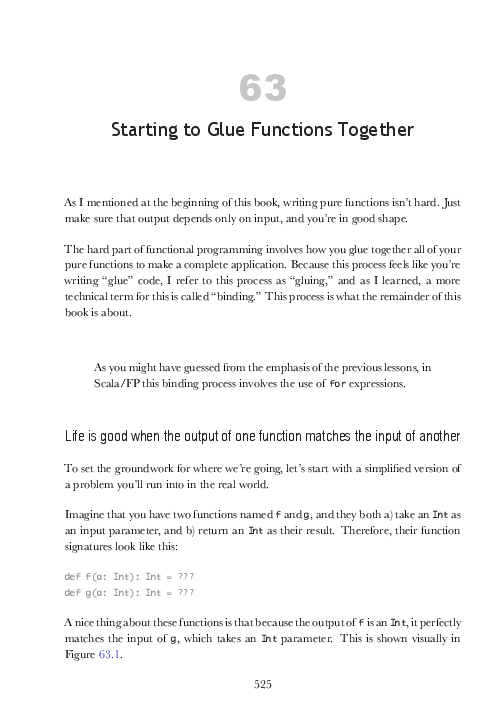 63
Starting to Glue Functions Together
As I mentioned at the beginning of this book, writing pure functions isn't hard. Just
make sure that output depends only on input, and you're in good shape.
The hard part of functional programming involves how you glue together all of your
pure functions to make a complete application. Because this process feels like you're
writing “glue” code, I refer to this process as “gluing,” and as I learned, a more
technical term for this is called “binding.” This process is what the remainder of this
book is about.
As you might have guessed from the emphasis of the previous lessons, in
Scala/FP this binding process involves the use of for expressions.
Life is good when the output of one function matches the input of another
To set the groundwork for where we're going, let's start with a simplified version of
a problem you'll run into in the real world.
Imagine that you have two functions named f and g, and they both a) take an Int as
an input parameter, and b) return an Int as their result. Therefore, their function
signatures look like this:
def f(a: Int): Int = ???
def g(a: Int): Int = ???
A nice thing about these functions is that because the output of f is an Int, it perfectly
matches the input of g, which takes an Int parameter. This is shown visually in
Figure 63.1.
525